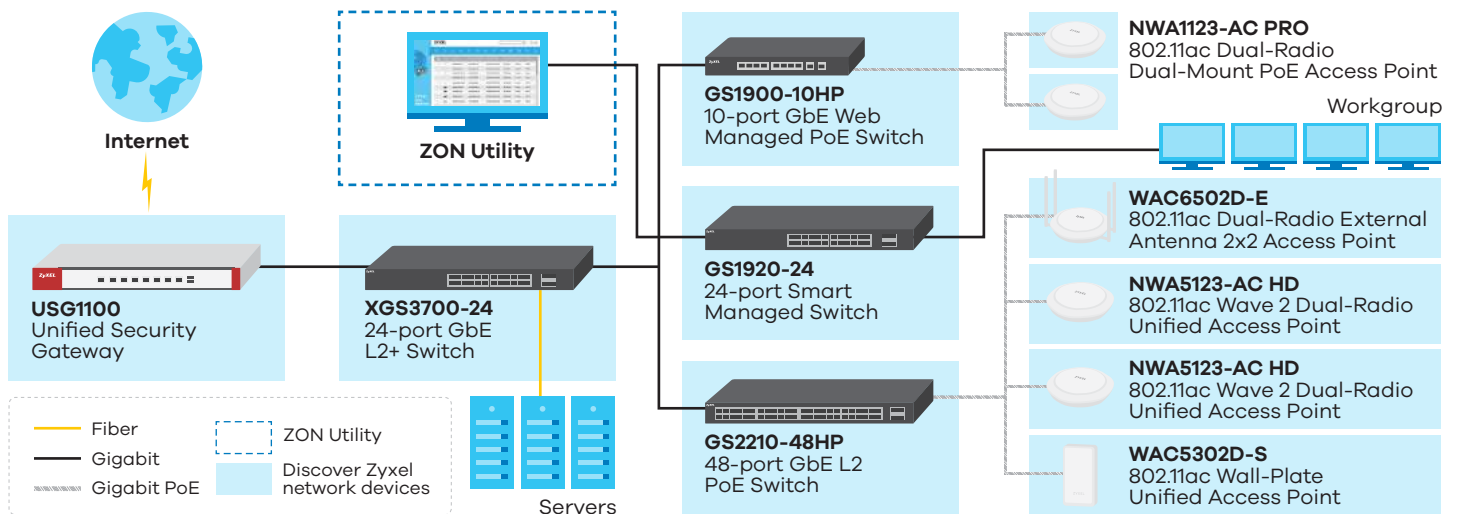 Internet
ZON Utility
USG1100
Unified Security
Gateway
ZyXEL
XGS3700-24
24-port GbE
L2+ Switch
Servers
ZyXEL
GS1900-10HP
10-port GbE Web
Managed PoE Switch
GS1920-24
24-port Smart
Managed Switch
GS2210-48HP
48-port GbE L2
PoE Switch
NWA1123-AC PRO
802.11ac Dual-Radio
Dual-Mount PoE Access Point
Workgroup
WAC6502D-E
802.11ac Dual-Radio External
Antenna 2x2 Access Point
NWA5123-AC HD
802.11ac Wave 2 Dual-Radio
Unified Access Point
NWA5123-AC HD
802.11ac Wave 2 Dual-Radio
Unified Access Point
WAC5302D-S
802.11ac Wall-Plate
Unified Access Point
Fiber
Gigabit
Gigabit PoE
ZON Utility
Discover Zyxel
network devices